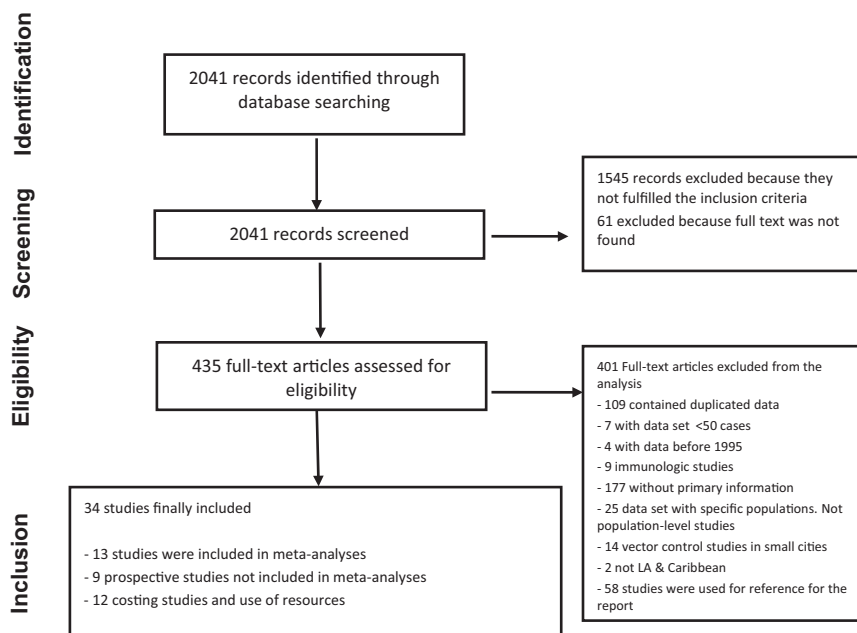 Identification
2041 records identified through
database searching
Screening
2041 records screened
1545 records excluded because they
not fulfilled the inclusion criteria
61 excluded because full text was not
found
Eligibility
435 full-text articles assessed for
eligibility
401 Full-text articles excluded from the
analysis
- 109 contained duplicated data
- 7 with data set <50 cases
- 4 with data before 1995
- 9 immunologic studies
- 177 without primary information
- 25 data set with specific populations. Not
population-level studies
- 14 vector control studies in small cities
- 2 not LA & Caribbean
- 58 studies were used for reference for the
report
Inclusion
34 studies finally included
- 13 studies were included in meta-analyses
- 9 prospective studies not included in meta-analyses
- 12 costing studies and use of resources